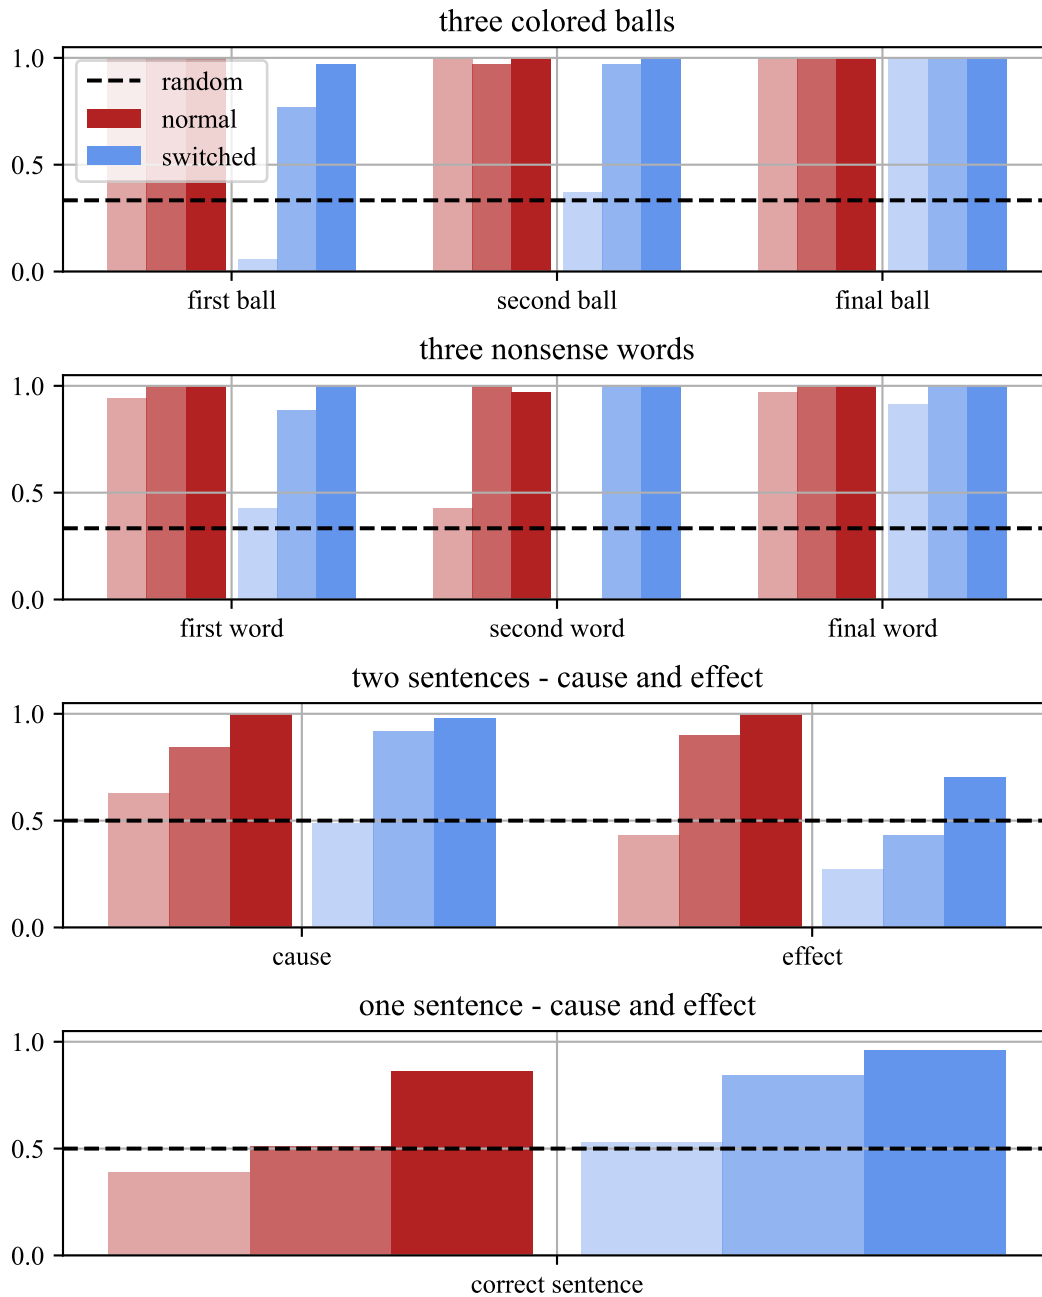 three colored balls
1.0
0.5
0.0
random
normal
switched
first ball
second ball
final ball
three nonsense words
1.0
0.5
0.0
first word
second word
final word
two sentences - cause and effect
1.0
0.5
0.0
cause
effect
one sentence - cause and effect
1.0
0.5
0.0
correct sentence